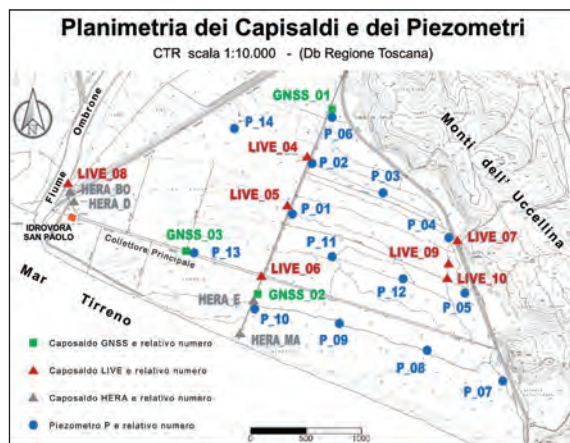 Planimetria dei Capisaldi e dei Piezometri
CTR scala 1:10.000 - (Db Regione Toscana)
GNSS_01
P_14
P_06
LIVE_04
P_02
Ombrone
Fiume
LIVE_08
HERA_BO
HERA_D
IDROVORA
SAN PAOLO
Monti dell' Uccellina
P_03
LIVE_05
P_01
P_04
LIVE_07
GNSS_03
P_13
Collettore Principale
P_11
LIVE_09
LIVE_06
LIVE_10
P_12
P_05
Mar Tirreno
HERA_E
GNSS_02
P_10
HERA_MA
P_09
P_08
P_07
Caposaldo GNSS e relativo numero
Caposaldo LIVE e relativo numero
Caposaldo HERA e relativo numero
Piezometro P e relativo numero
0 500 1000